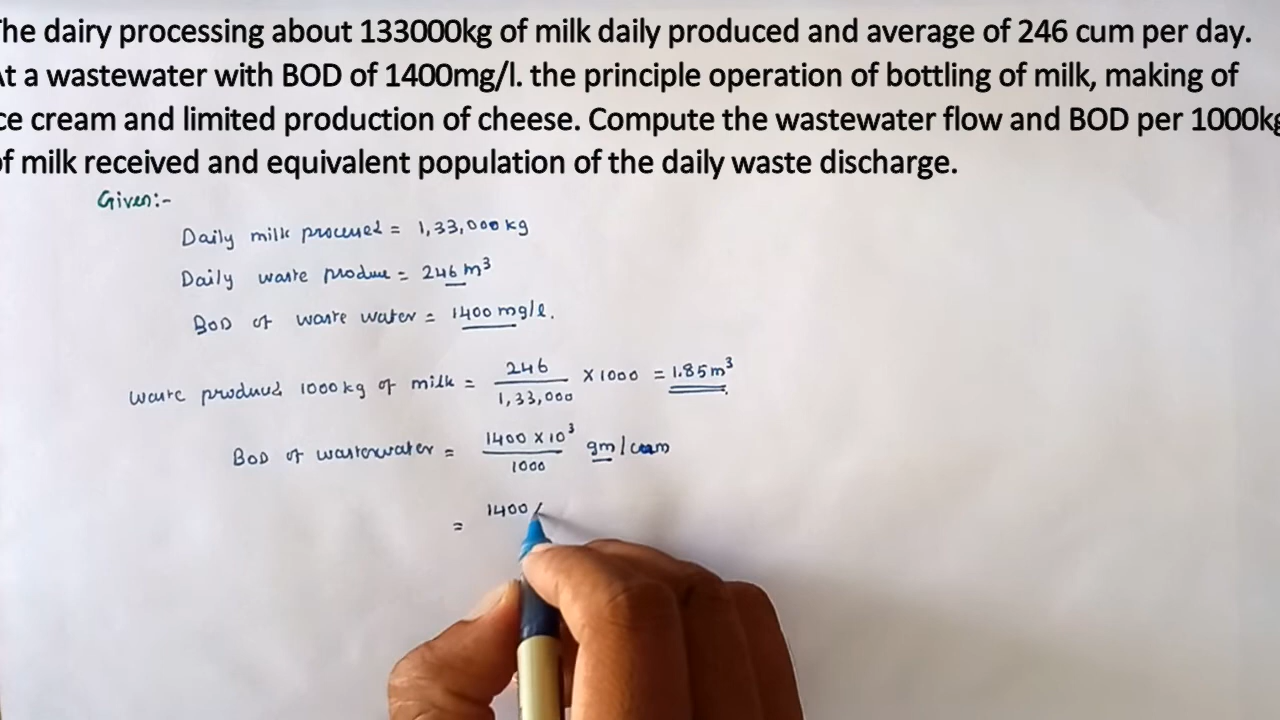 he dairy processing about 133000kg of milk daily produced and average of 246 cum per day.
t a wastewater with BOD of 1400mg/l. the principle operation of bottling of milk, making of
ce cream and limited production of cheese. Compute the wastewater flow and BOD per 1000kg
f milk received and equivalent population of the daily waste discharge.
Given:-
Daily milk processed = 1,33,000 kg
Daily waste produce = 246 m³
BOD of waste water = 1400 mg/l.
waste produced 1000 kg of milk = 246 / 1,33,000 × 1000 = 1.85 m³
BOD of wastewater = 1400 × 10³ / 1000 gm/cum
= 1400